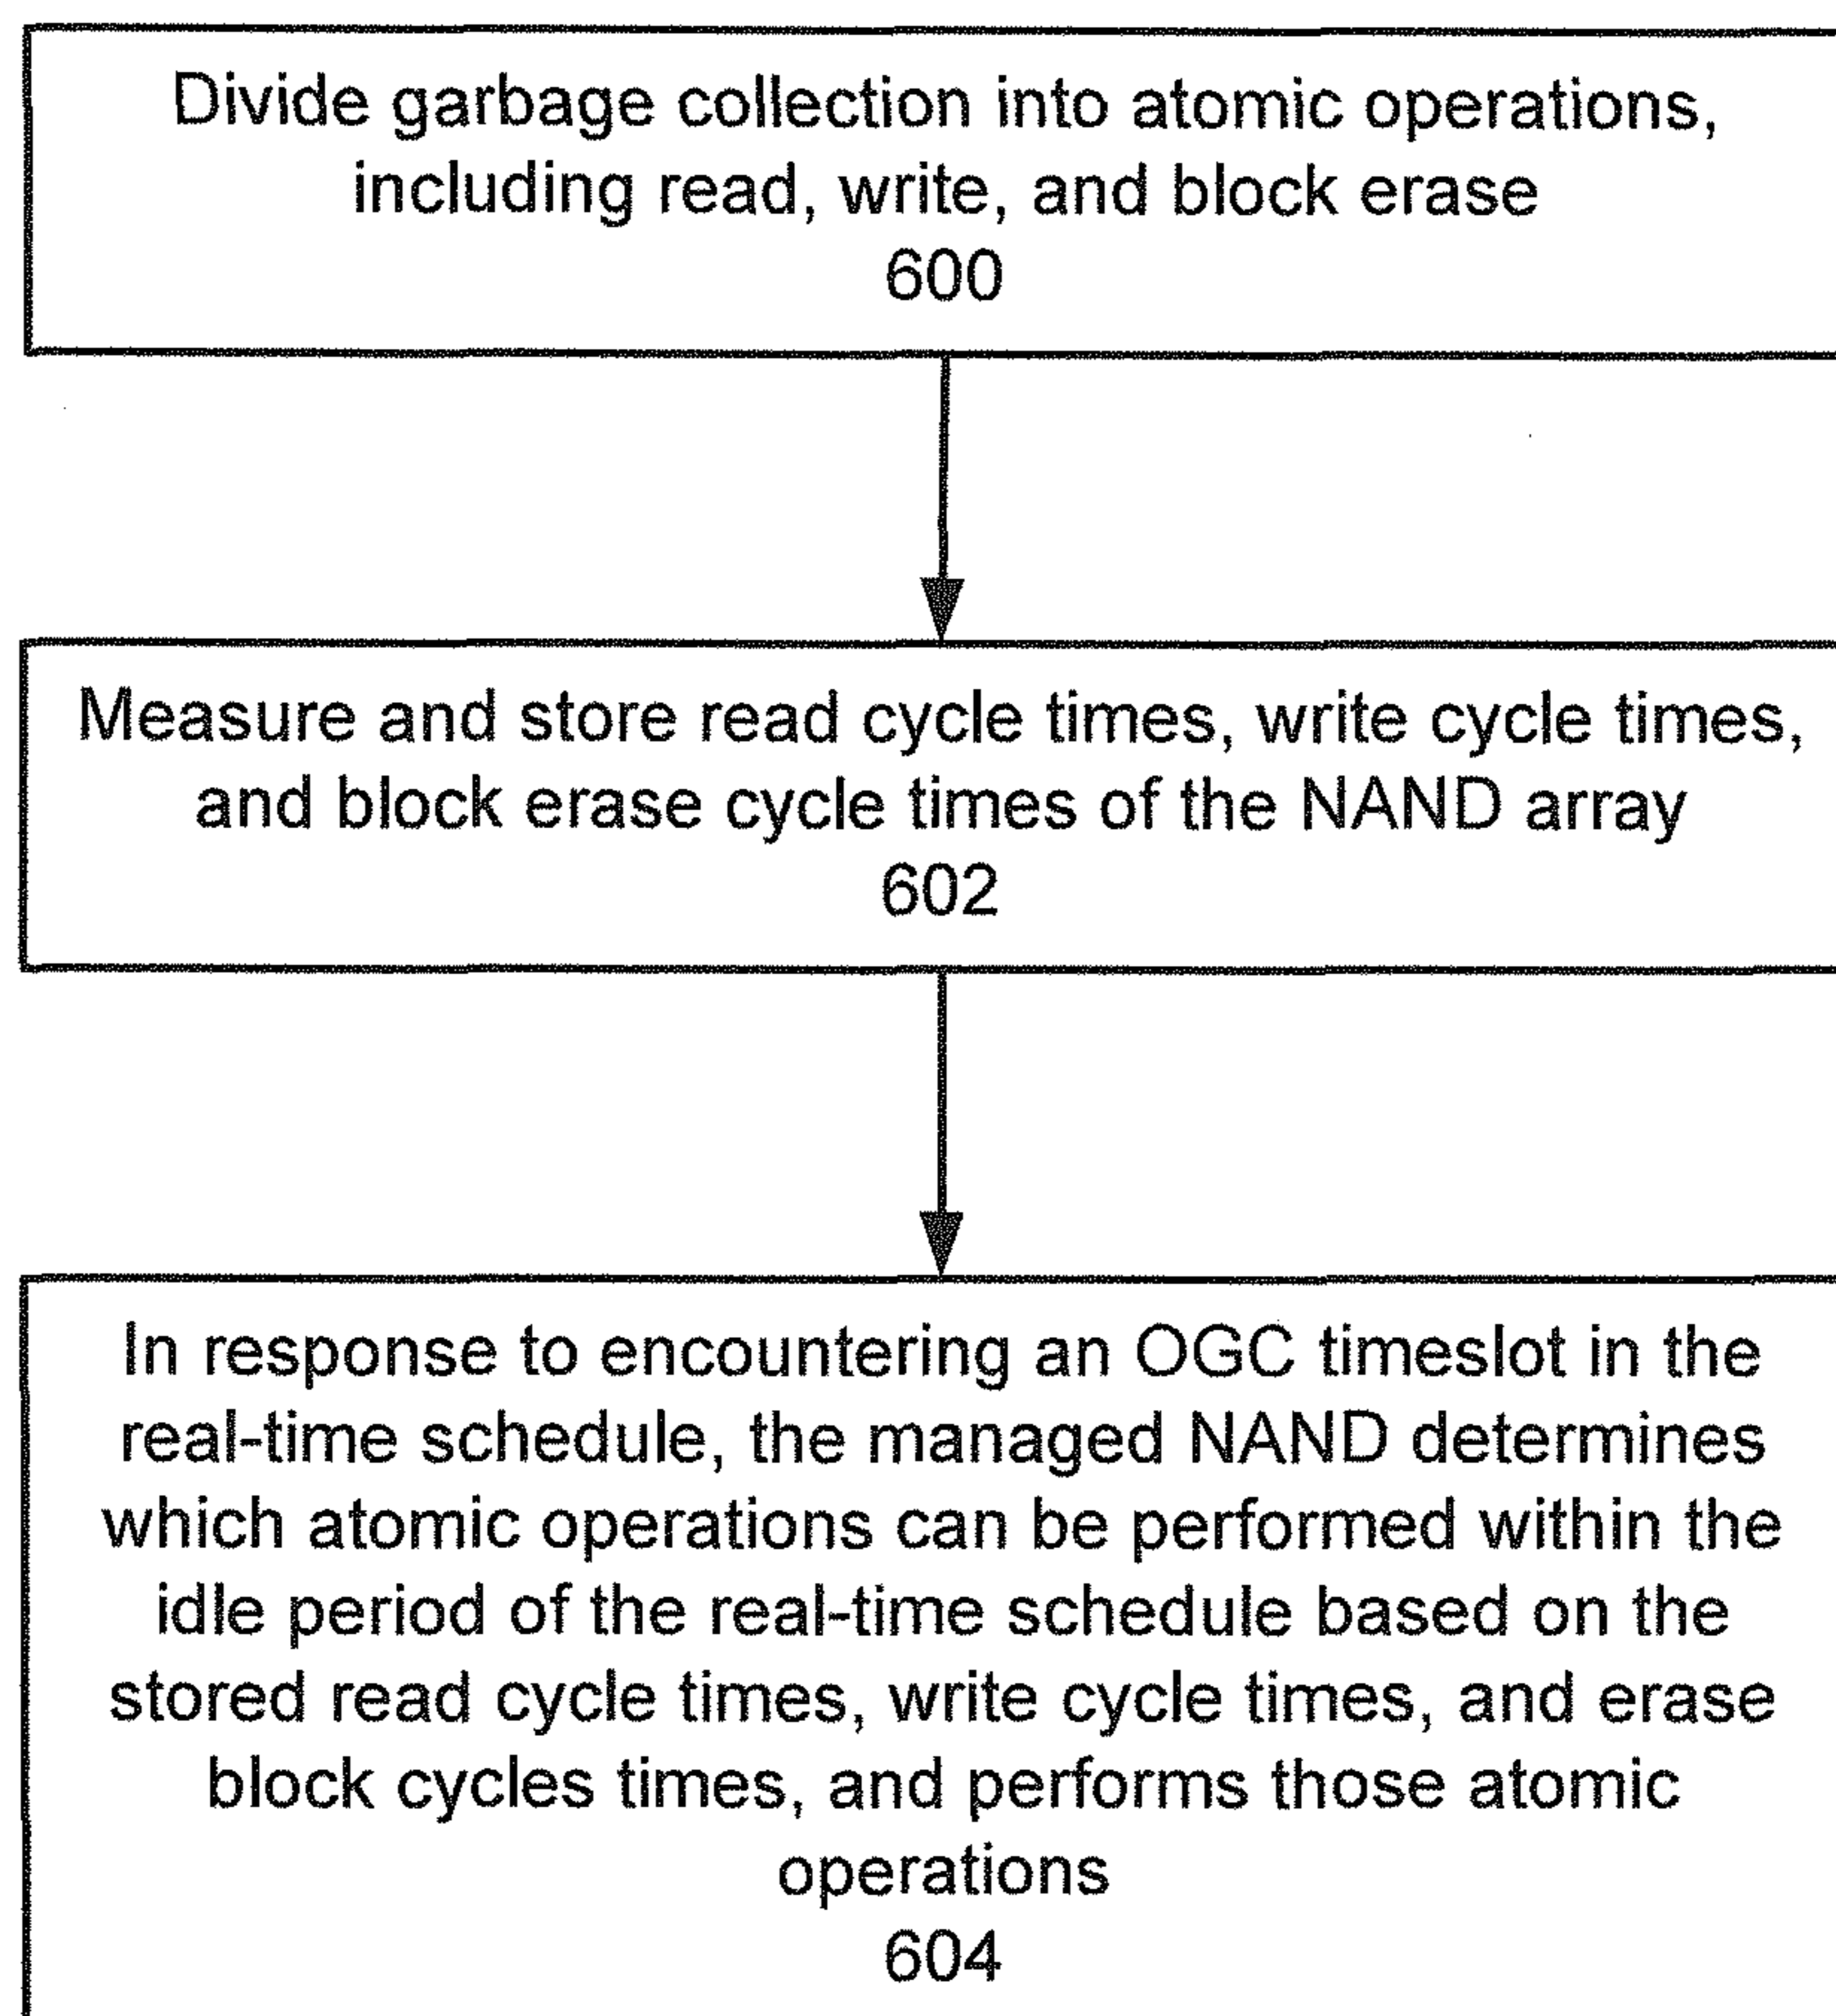 Divide garbage collection into atomic operations,
including read, write, and block erase
600
Measure and store read cycle times, write cycle times,
and block erase cycle times of the NAND array
602
In response to encountering an OGC timeslot in the
real-time schedule, the managed NAND determines
which atomic operations can be performed within the
idle period of the real-time schedule based on the
stored read cycle times, write cycle times, and erase
block cycles times, and performs those atomic
operations
604